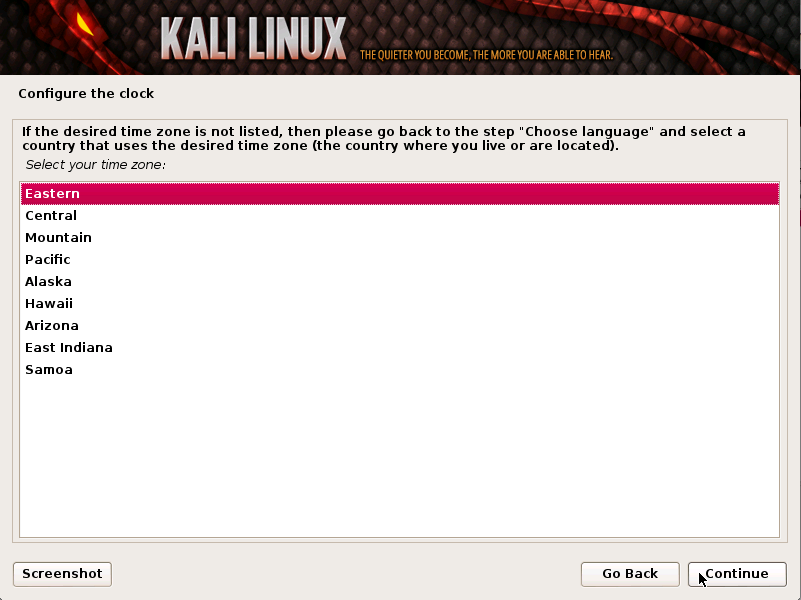 KALI LINUX
THE QUIETER YOU BECOME, THE MORE YOU ARE ABLE TO HEAR.
Configure the clock
If the desired time zone is not listed, then please go back to the step "Choose language" and select a
country that uses the desired time zone (the country where you live or are located).
Select your time zone:
Eastern
Central
Mountain
Pacific
Alaska
Hawaii
Arizona
East Indiana
Samoa
Screenshot
Go Back
Continue